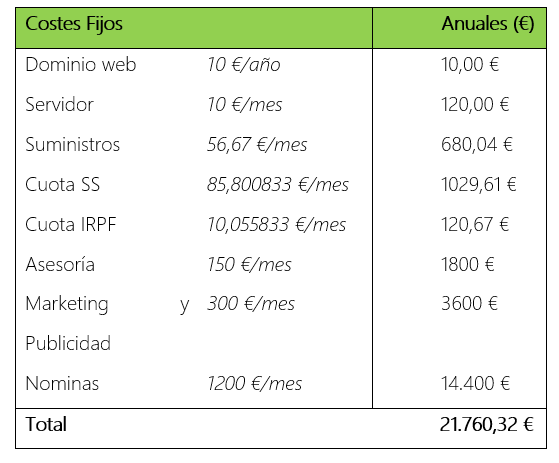 Costes Fijos Anuales (€)
Dominio web 10 €/año 10,00 €
Servidor 10 €/mes 120,00 €
Suministros 56,67 €/mes 680,04 €
Cuota SS 85,800833 €/mes 1029,61 €
Cuota IRPF 10,055833 €/mes 120,67 €
Asesoría 150 €/mes 1800 €
Marketing y 300 €/mes 3600 €
Publicidad
Nominas 1200 €/mes 14.400 €
Total 21.760,32 €